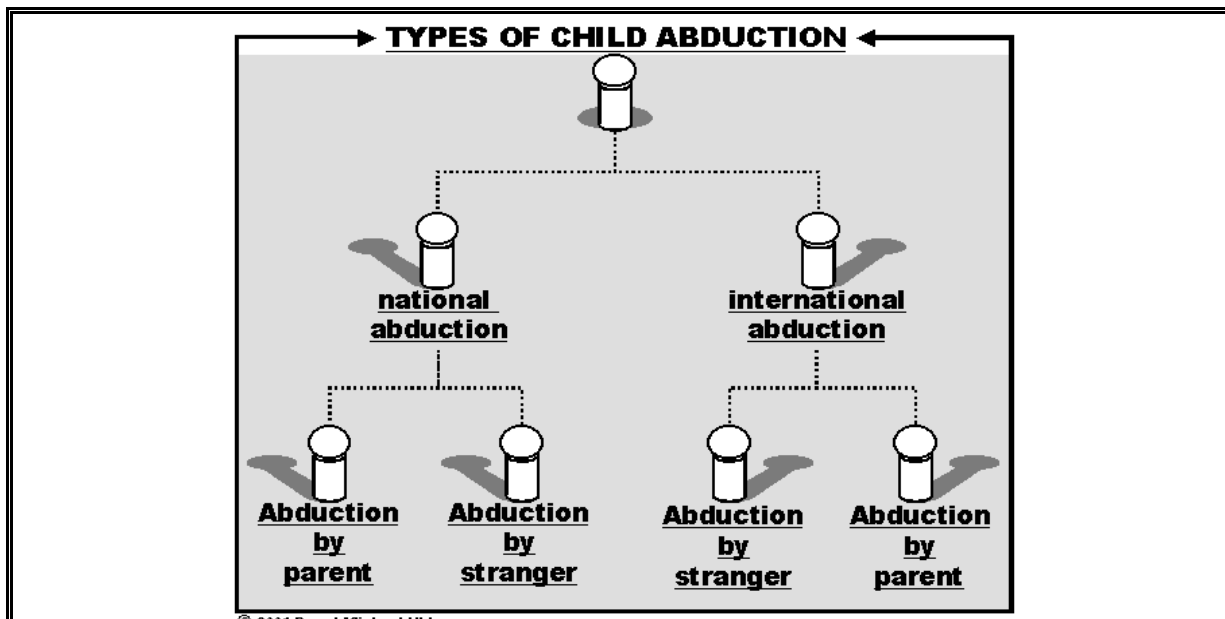 TYPES OF CHILD ABDUCTION
national
abduction
international
abduction
Abduction
by
parent
Abduction
by
stranger
Abduction
by
stranger
Abduction
by
parent